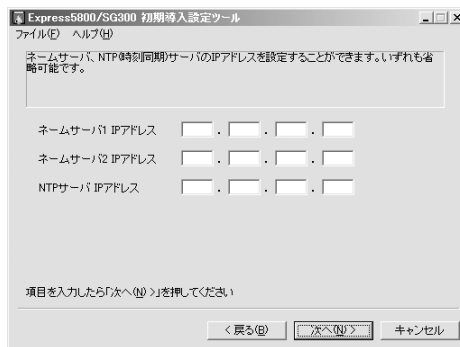 Express5800/SG300 初期導入設定ツール
ファイル(F) ヘルプ(H)
ネームサーバ、NTP(時刻同期)サーバのIPアドレスを設定することができます。いずれも省
略可能です。
ネームサーバ1 IPアドレス . . .
ネームサーバ2 IPアドレス . . .
NTPサーバ IPアドレス . . .
項目を入力したら「次へ(N) >」を押してください
< 戻る(B) 次へ(N) > キャンセル